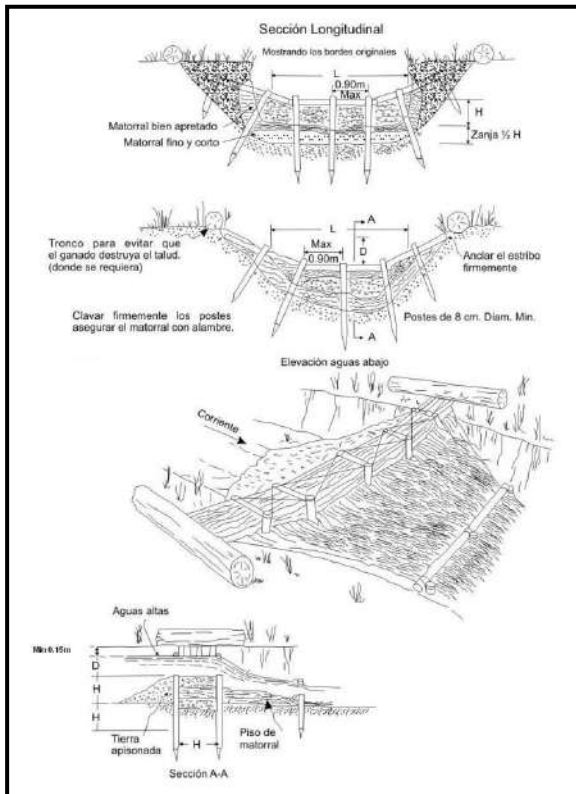 Sección Longitudinal
Mostrando los bordes originales
L
0.90m
Max
Matorral bien apretado
H
Matorral fino y corto
Zanja ½ H
A
L
Tronco para evitar que
el ganado destruya el talud.
(donde se requiera)
Max
0.90m
D
Anclar el estribo
firmemente
Clavar firmemente los postes
asegurar el matorral con alambre.
A
Postes de 8 cm. Diam. Min.
Elevación aguas abajo
Corriente
Aguas altas
Min 0.15m
D
H
H
Tierra
apisonada
H
Piso de
matorral
Sección A-A